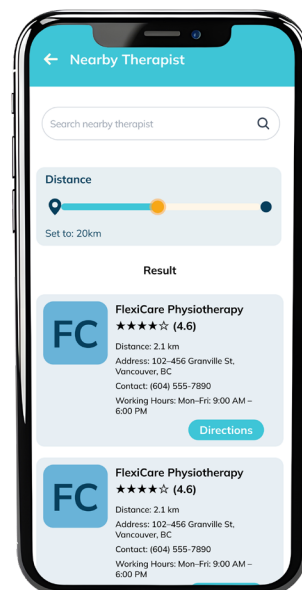 Nearby Therapist
Search nearby therapist
Distance
Set to: 20km
Result
FC
FlexiCare Physiotherapy
★★★★☆ (4.6)
Distance: 2.1 km
Address: 102–456 Granville St,
Vancouver, BC
Contact: (604) 555-7890
Working Hours: Mon–Fri: 9:00 AM –
6:00 PM
Directions
FC
FlexiCare Physiotherapy
★★★★☆ (4.6)
Distance: 2.1 km
Address: 102–456 Granville St,
Vancouver, BC
Contact: (604) 555-7890
Working Hours: Mon–Fri: 9:00 AM –
6:00 PM